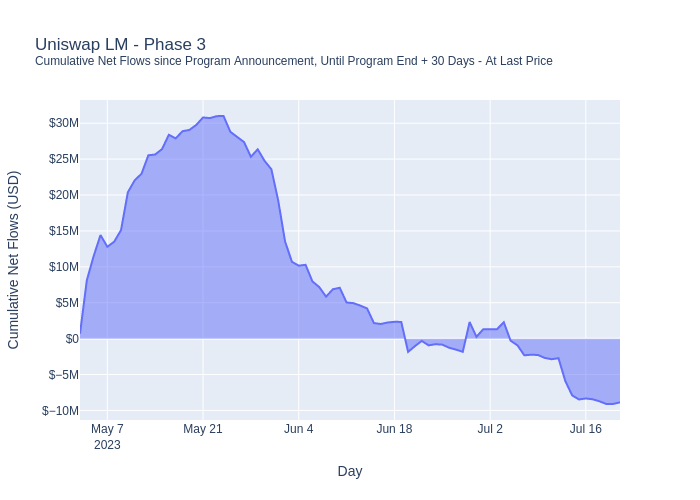 Uniswap LM - Phase 3
Cumulative Net Flows since Program Announcement, Until Program End + 30 Days - At Last Price
Cumulative Net Flows (USD)
$30M
$25M
$20M
$15M
$10M
$5M
$0
$−5M
$−10M
May 7
2023
May 21
Jun 4
Jun 18
Jul 2
Jul 16
Day